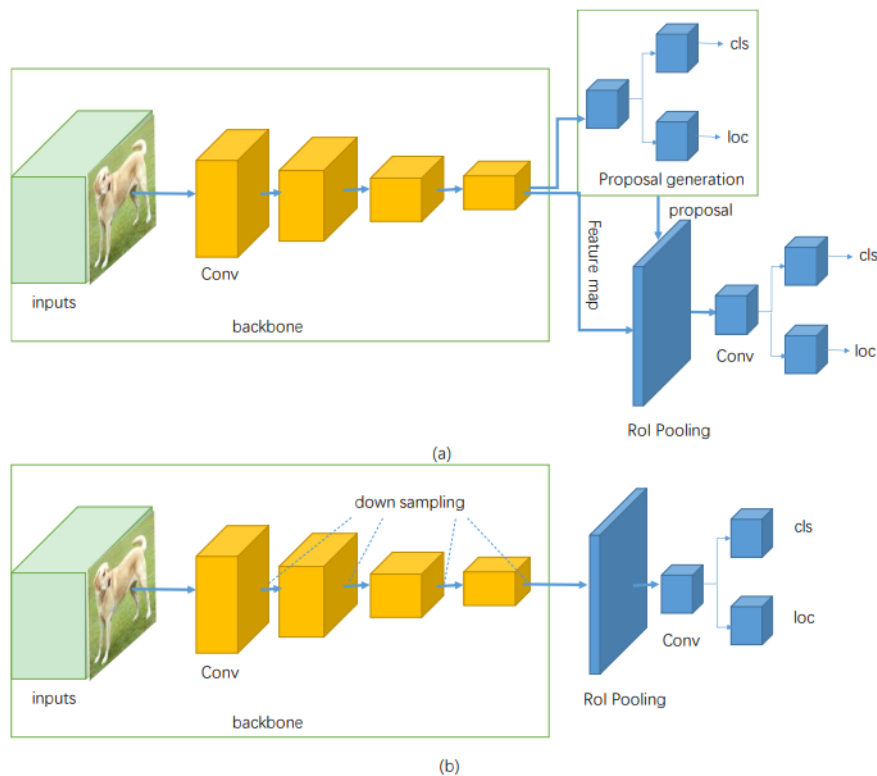 cls
loc
Proposal generation
proposal
Feature map
cls
loc
Conv
inputs
backbone
Conv
RoI Pooling
(a)
down sampling
cls
loc
Conv
Conv
inputs
RoI Pooling
backbone
(b)